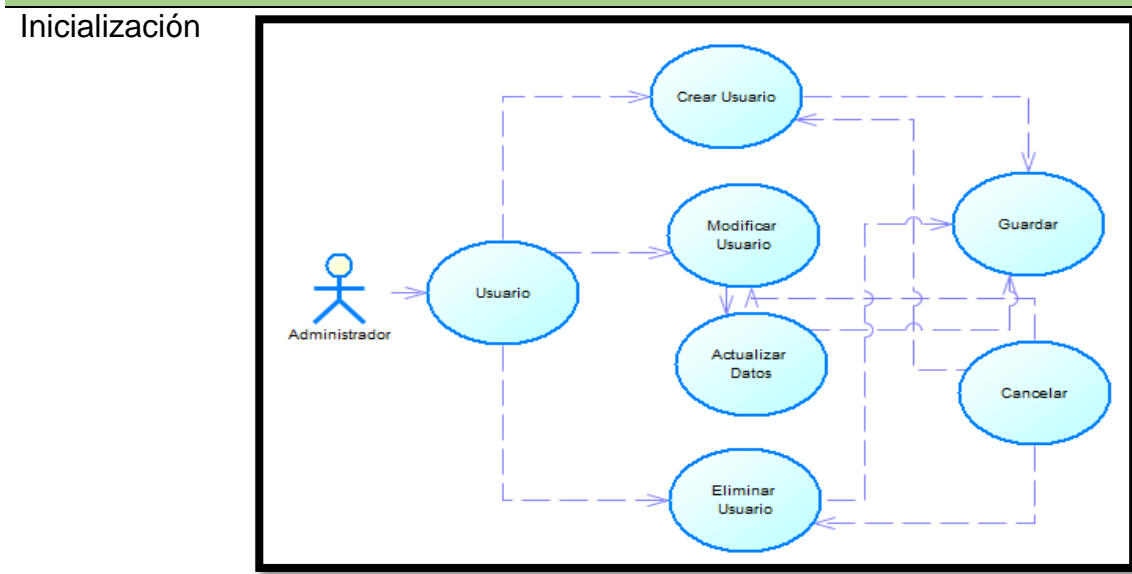 Inicialización
Crear Usuario
Modificar
Usuario
Guardar
Usuario
Administrador
Actualizar
Datos
Cancelar
Eliminar
Usuario